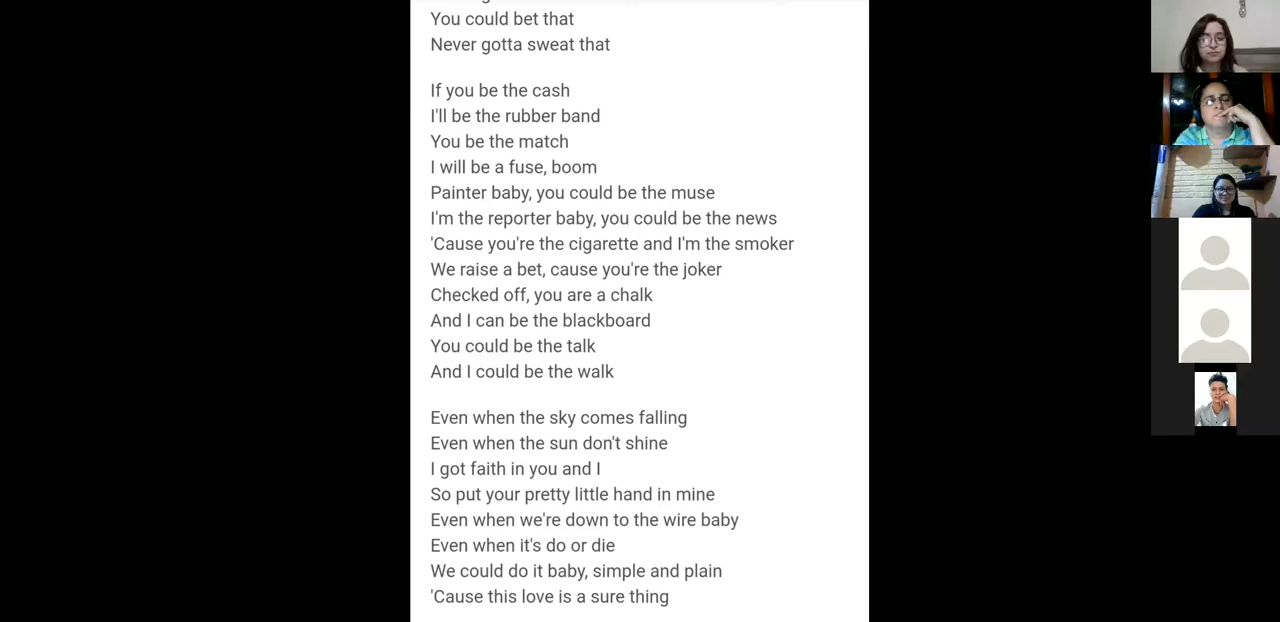 You could bet that
Never gotta sweat that
If you be the cash
I'll be the rubber band
You be the match
I will be a fuse, boom
Painter baby, you could be the muse
I'm the reporter baby, you could be the news
'Cause you're the cigarette and I'm the smoker
We raise a bet, cause you're the joker
Checked off, you are a chalk
And I can be the blackboard
You could be the talk
And I could be the walk
Even when the sky comes falling
Even when the sun don't shine
I got faith in you and I
So put your pretty little hand in mine
Even when we're down to the wire baby
Even when it's do or die
We could do it baby, simple and plain
'Cause this love is a sure thing